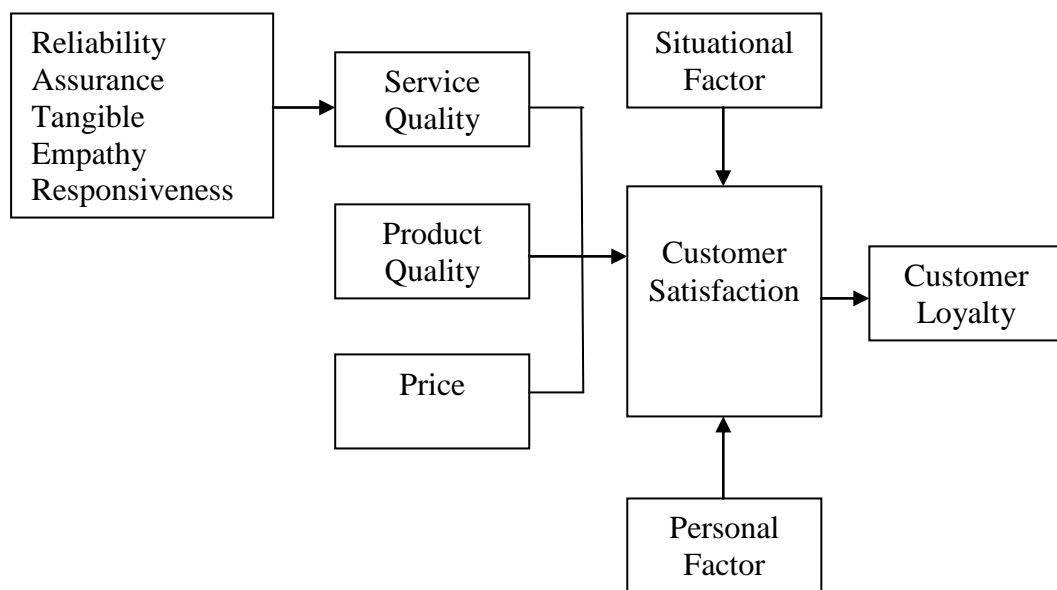 Reliability
Assurance
Tangible
Empathy
Responsiveness
Service
Quality
Product
Quality
Price
Situational
Factor
Customer
Satisfaction
Personal
Factor
Customer
Loyalty